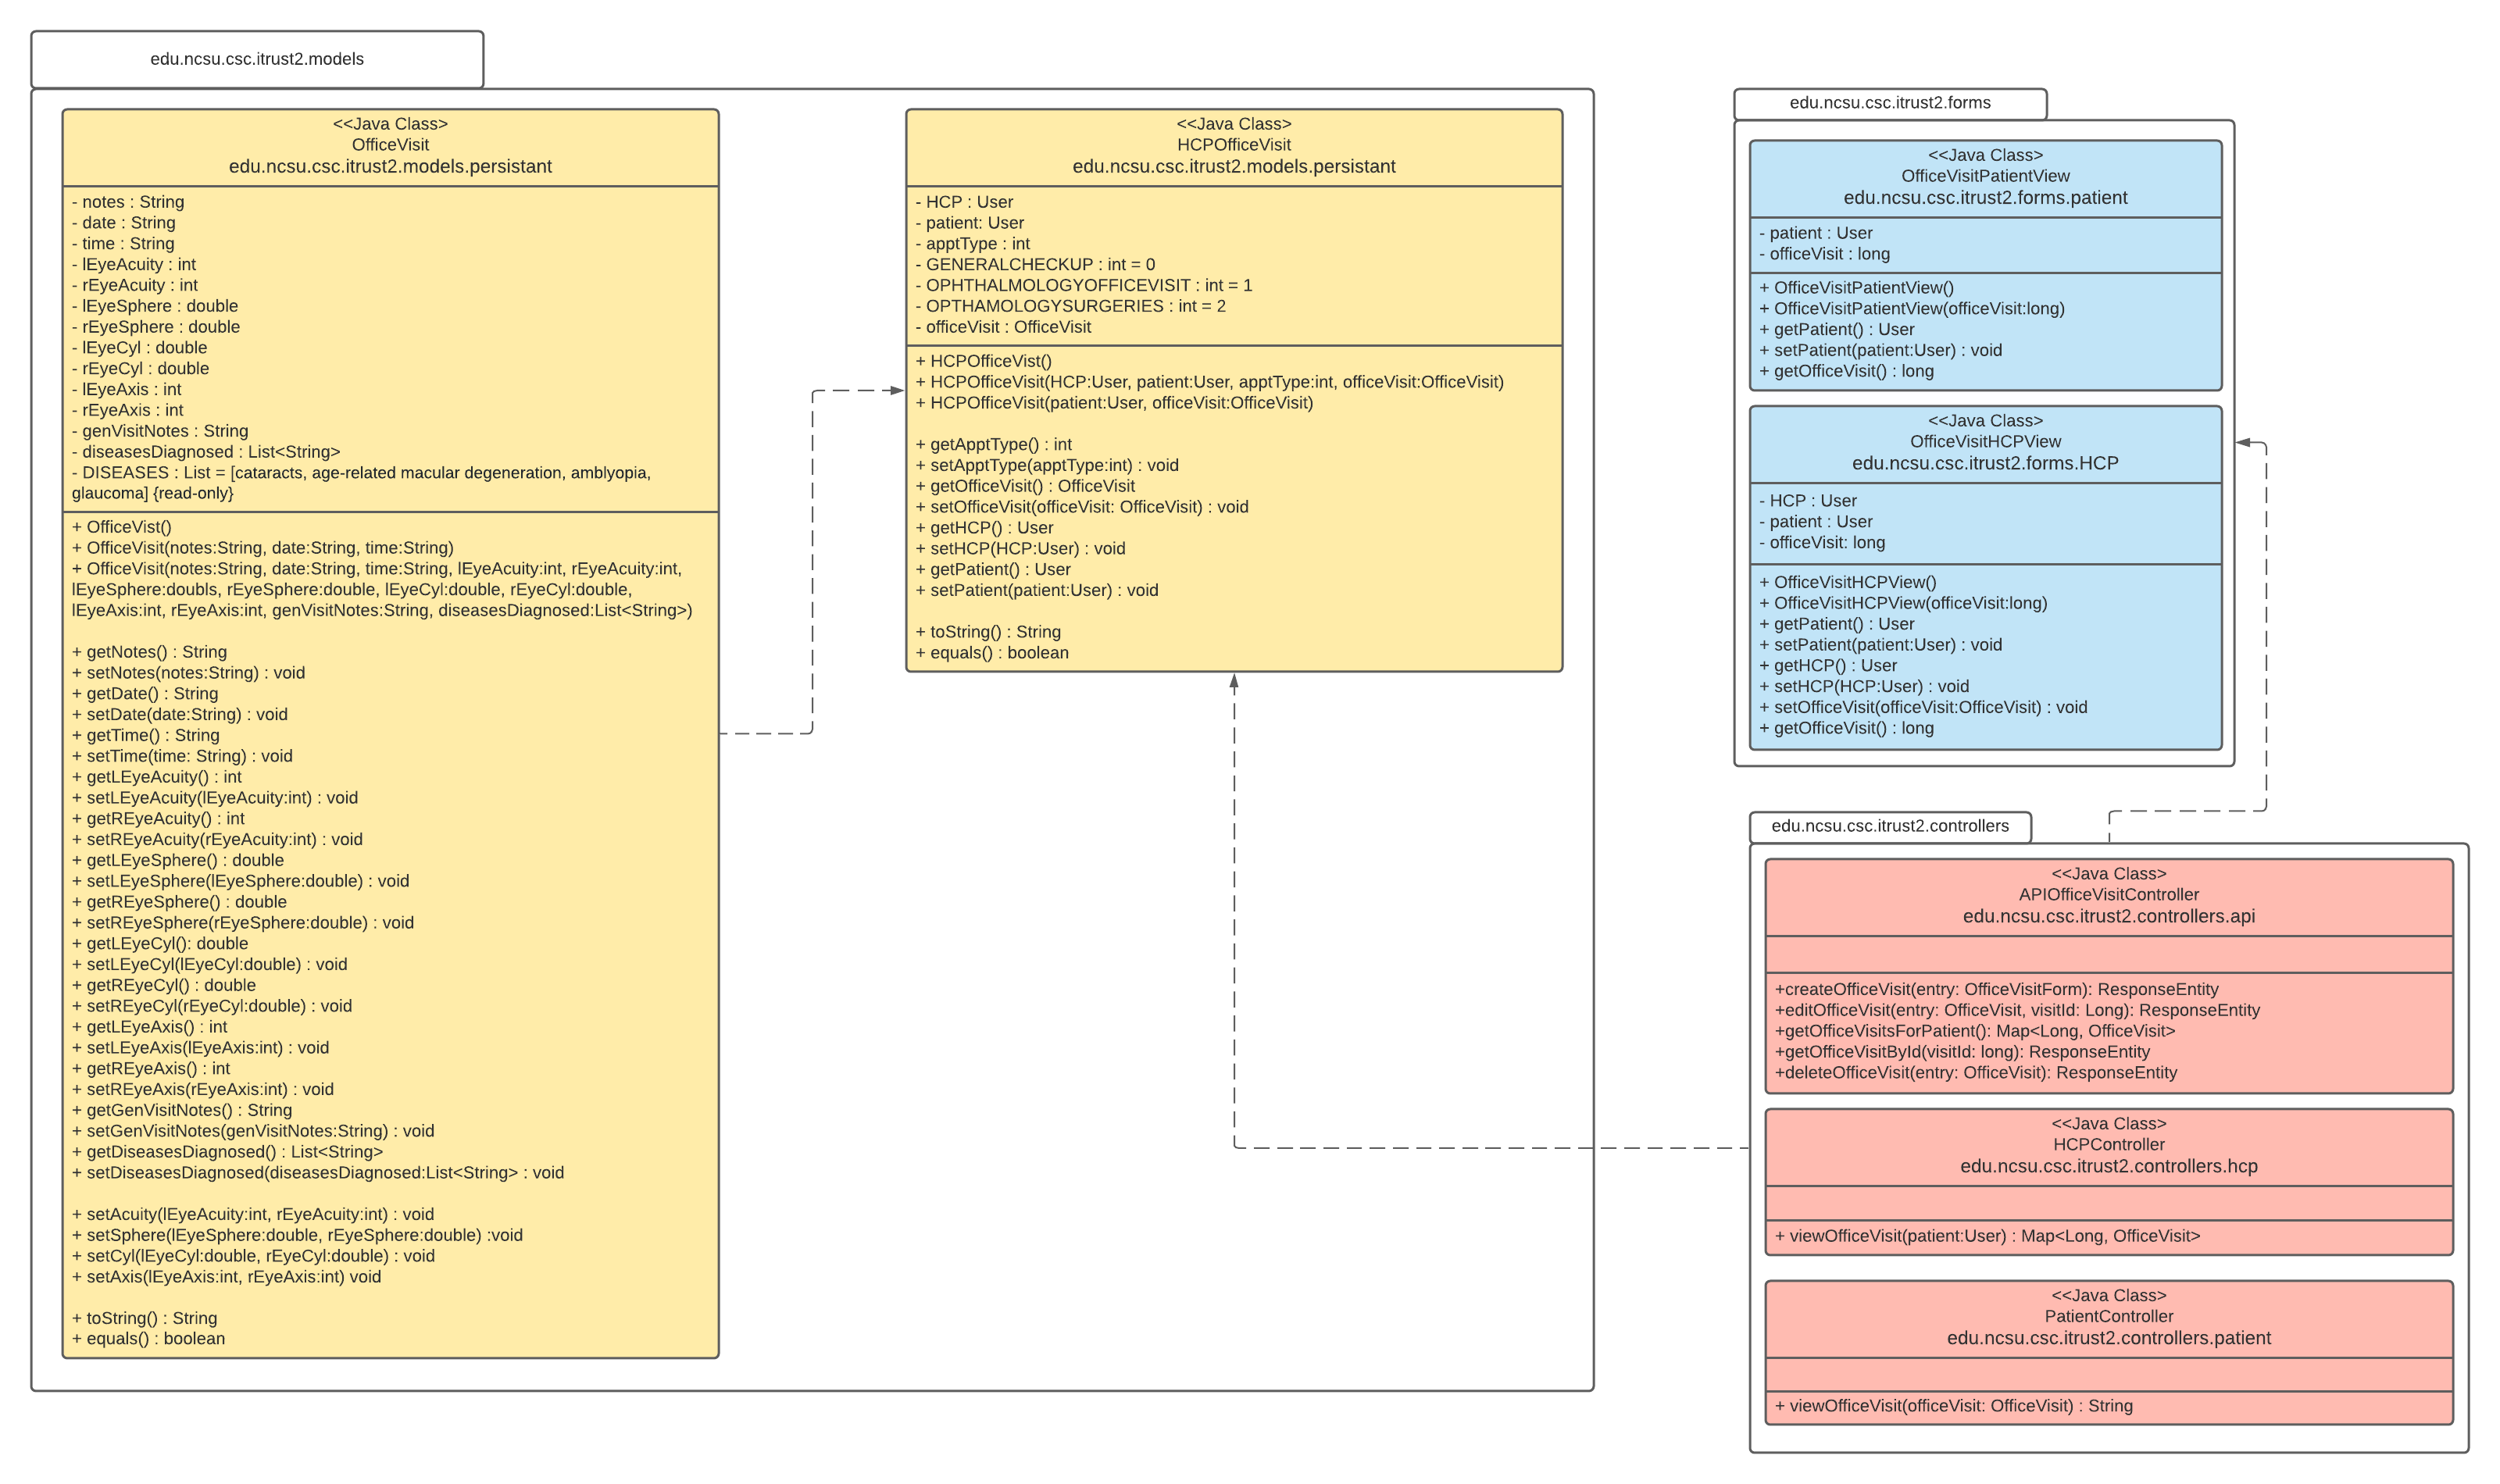 edu.ncsu.csc.itrust2.models
<<Java Class>
OfficeVisit
edu.ncsu.csc.itrust2.models.persistant
- notes : String
- date : String
- time : String
- lEyeAcuity : int
- rEyeAcuity : int
- lEyeSphere : double
- rEyeSphere : double
- lEyeCyl : double
- rEyeCyl : double
- lEyeAxis : int
- rEyeAxis : int
- genVisitNotes : String
- diseasesDiagnosed : List<String>
- DISEASES : List = [cataracts, age-related macular degeneration, amblyopia,
glaucoma] {read-only}
+ OfficeVist()
+ OfficeVisit(notes:String, date:String, time:String)
+ OfficeVisit(notes:String, date:String, time:String, lEyeAcuity:int, rEyeAcuity:int,
lEyeSphere:doubls, rEyeSphere:double, lEyeCyl:double, rEyeCyl:double,
lEyeAxis:int, rEyeAxis:int, genVisitNotes:String, diseasesDiagnosed:List<String>)
+ getNotes() : String
+ setNotes(notes:String) : void
+ getDate() : String
+ setDate(date:String) : void
+ getTime() : String
+ setTime(time: String) : void
+ getLEyeAcuity() : int
+ setLEyeAcuity(lEyeAcuity:int) : void
+ getREyeAcuity() : int
+ setREyeAcuity(rEyeAcuity:int) : void
+ getLEyeSphere() : double
+ setLEyeSphere(lEyeSphere:double) : void
+ getREyeSphere() : double
+ setREyeSphere(rEyeSphere:double) : void
+ getLEyeCyl(): double
+ setLEyeCyl(lEyeCyl:double) : void
+ getREyeCyl() : double
+ setREyeCyl(rEyeCyl:double) : void
+ getLEyeAxis() : int
+ setLEyeAxis(lEyeAxis:int) : void
+ getREyeAxis() : int
+ setREyeAxis(rEyeAxis:int) : void
+ getGenVisitNotes() : String
+ setGenVisitNotes(genVisitNotes:String) : void
+ getDiseasesDiagnosed() : List<String>
+ setDiseasesDiagnosed(diseasesDiagnosed:List<String> : void
+ setAcuity(lEyeAcuity:int, rEyeAcuity:int) : void
+ setSphere(lEyeSphere:double, rEyeSphere:double) :void
+ setCyl(lEyeCyl:double, rEyeCyl:double) : void
+ setAxis(lEyeAxis:int, rEyeAxis:int) void
+ toString() : String
+ equals() : boolean
<<Java Class>
HCPOfficeVisit
edu.ncsu.csc.itrust2.models.persistant
- HCP : User
- patient: User
- apptType : int
- GENERALCHECKUP : int = 0
- OPHTHALMOLOGYOFFICEVISIT : int = 1
- OPTHAMOLOGYSURGERIES : int = 2
- officeVisit : OfficeVisit
+ HCPOfficeVist()
+ HCPOfficeVisit(HCP:User, patient:User, apptType:int, officeVisit:OfficeVisit)
+ HCPOfficeVisit(patient:User, officeVisit:OfficeVisit)
+ getApptType() : int
+ setApptType(apptType:int) : void
+ getOfficeVisit() : OfficeVisit
+ setOfficeVisit(officeVisit: OfficeVisit) : void
+ getHCP() : User
+ setHCP(HCP:User) : void
+ getPatient() : User
+ setPatient(patient:User) : void
+ toString() : String
+ equals() : boolean
edu.ncsu.csc.itrust2.forms
<<Java Class>
OfficeVisitPatientView
edu.ncsu.csc.itrust2.forms.patient
- patient : User
- officeVisit : long
+ OfficeVisitPatientView()
+ OfficeVisitPatientView(officeVisit:long)
+ getPatient() : User
+ setPatient(patient:User) : void
+ getOfficeVisit() : long
<<Java Class>
OfficeVisitHCPView
edu.ncsu.csc.itrust2.forms.HCP
- HCP : User
- patient : User
- officeVisit: long
+ OfficeVisitHCPView()
+ OfficeVisitHCPView(officeVisit:long)
+ getPatient() : User
+ setPatient(patient:User) : void
+ getHCP() : User
+ setHCP(HCP:User) : void
+ setOfficeVisit(officeVisit:OfficeVisit) : void
+ getOfficeVisit() : long
edu.ncsu.csc.itrust2.controllers
<<Java Class>
APIOfficeVisitController
edu.ncsu.csc.itrust2.controllers.api
+createOfficeVisit(entry: OfficeVisitForm): ResponseEntity
+editOfficeVisit(entry: OfficeVisit, visitId: Long): ResponseEntity
+getOfficeVisitsForPatient(): Map<Long, OfficeVisit>
+getOfficeVisitById(visitId: long): ResponseEntity
+deleteOfficeVisit(entry: OfficeVisit): ResponseEntity
<<Java Class>
HCPController
edu.ncsu.csc.itrust2.controllers.hcp
+ viewOfficeVisit(patient:User) : Map<Long, OfficeVisit>
<<Java Class>
PatientController
edu.ncsu.csc.itrust2.controllers.patient
+ viewOfficeVisit(officeVisit: OfficeVisit) : String